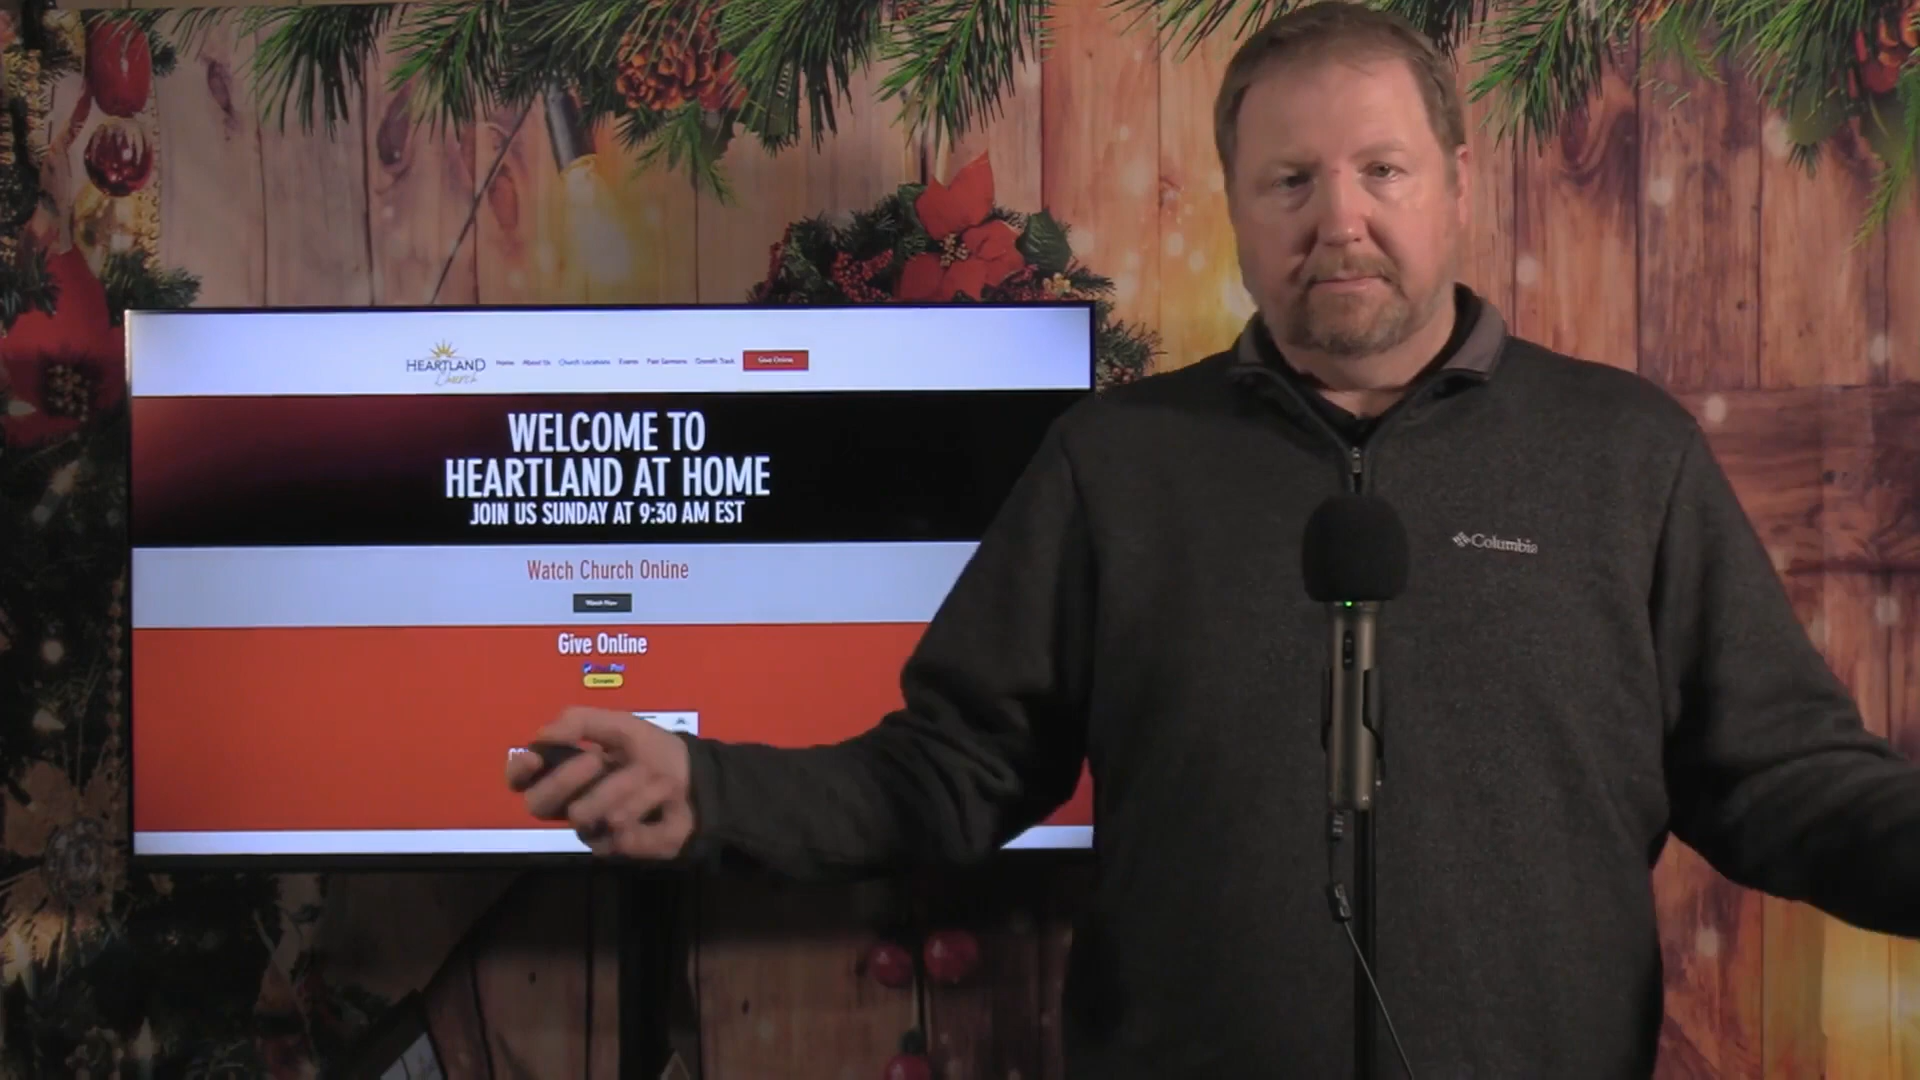 HEARTLAND
Church
Home About Us Church Locations Events Past Sermons Growth Track Give Online
WELCOME TO
HEARTLAND AT HOME
JOIN US SUNDAY AT 9:30 AM EST
Watch Church Online
Watch Now
Give Online
Donate
Columbia